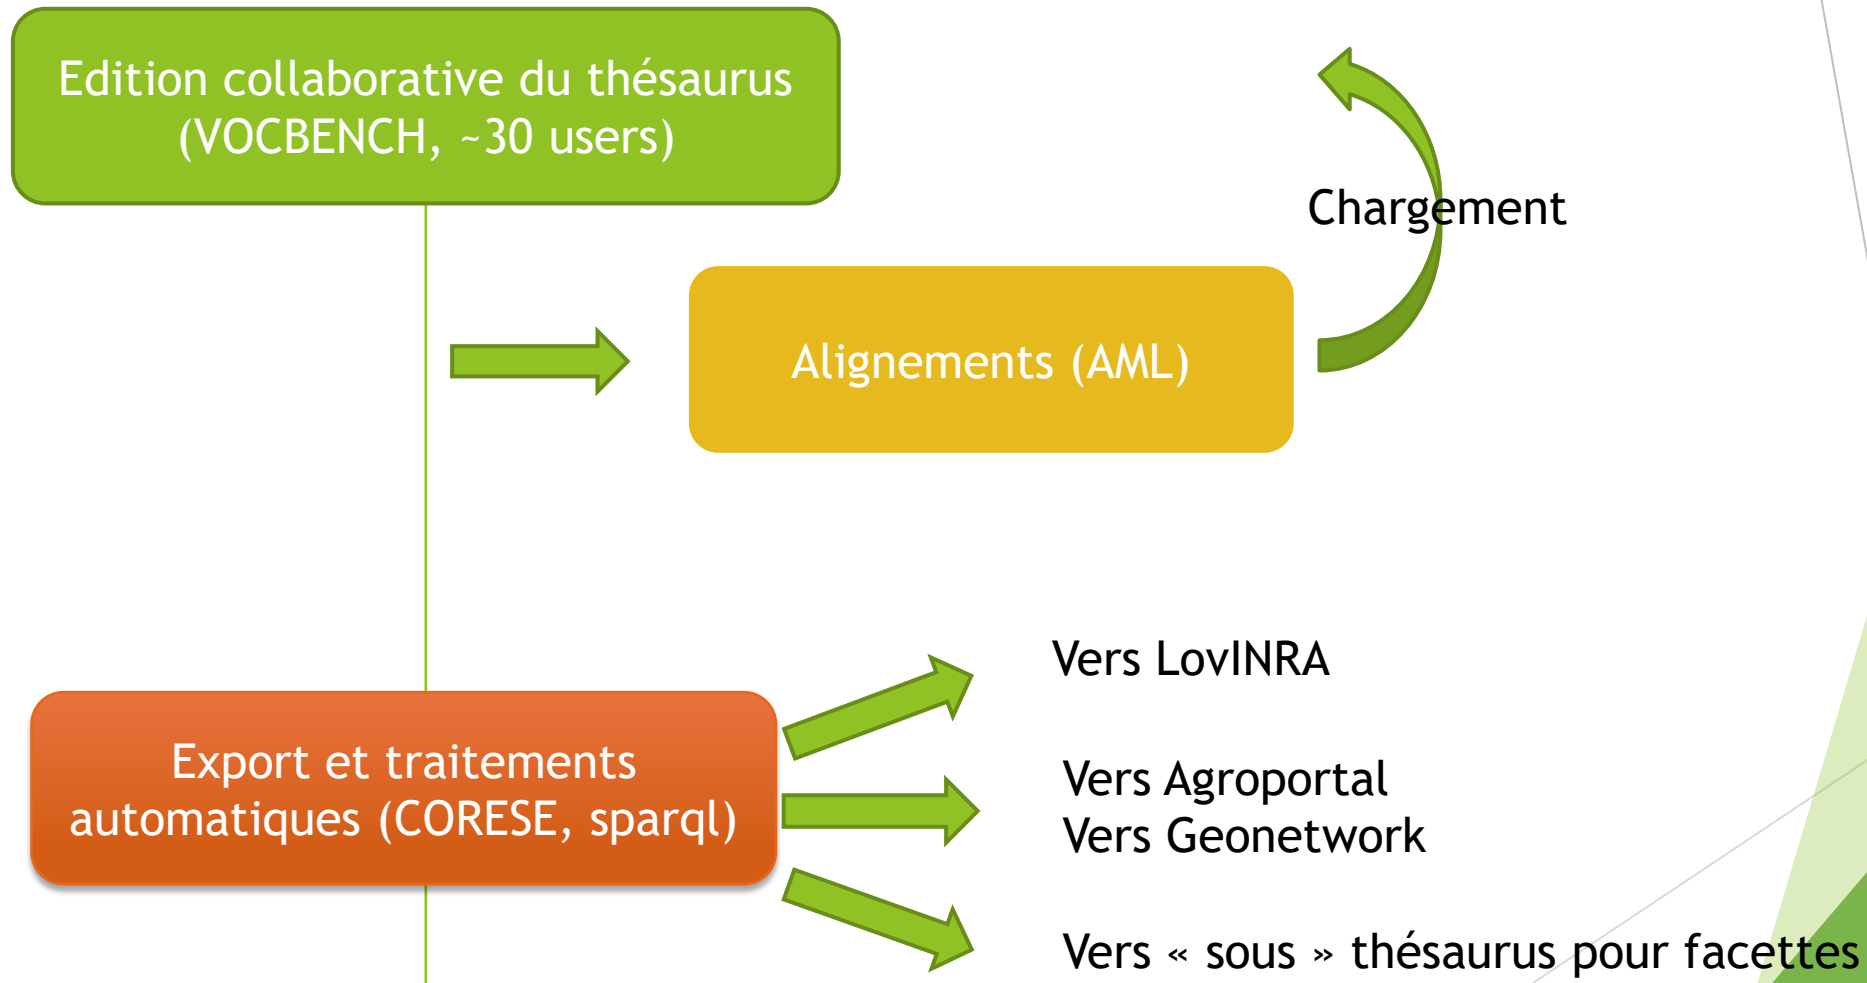 Edition collaborative du thésaurus
(VOCBENCH, ~30 users)
Chargement
Alignements (AML)
Vers LovINRA
Export et traitements
automatiques (CORESE, sparql)
Vers Agroportal
Vers Geonetwork
Vers « sous » thésaurus pour facettes